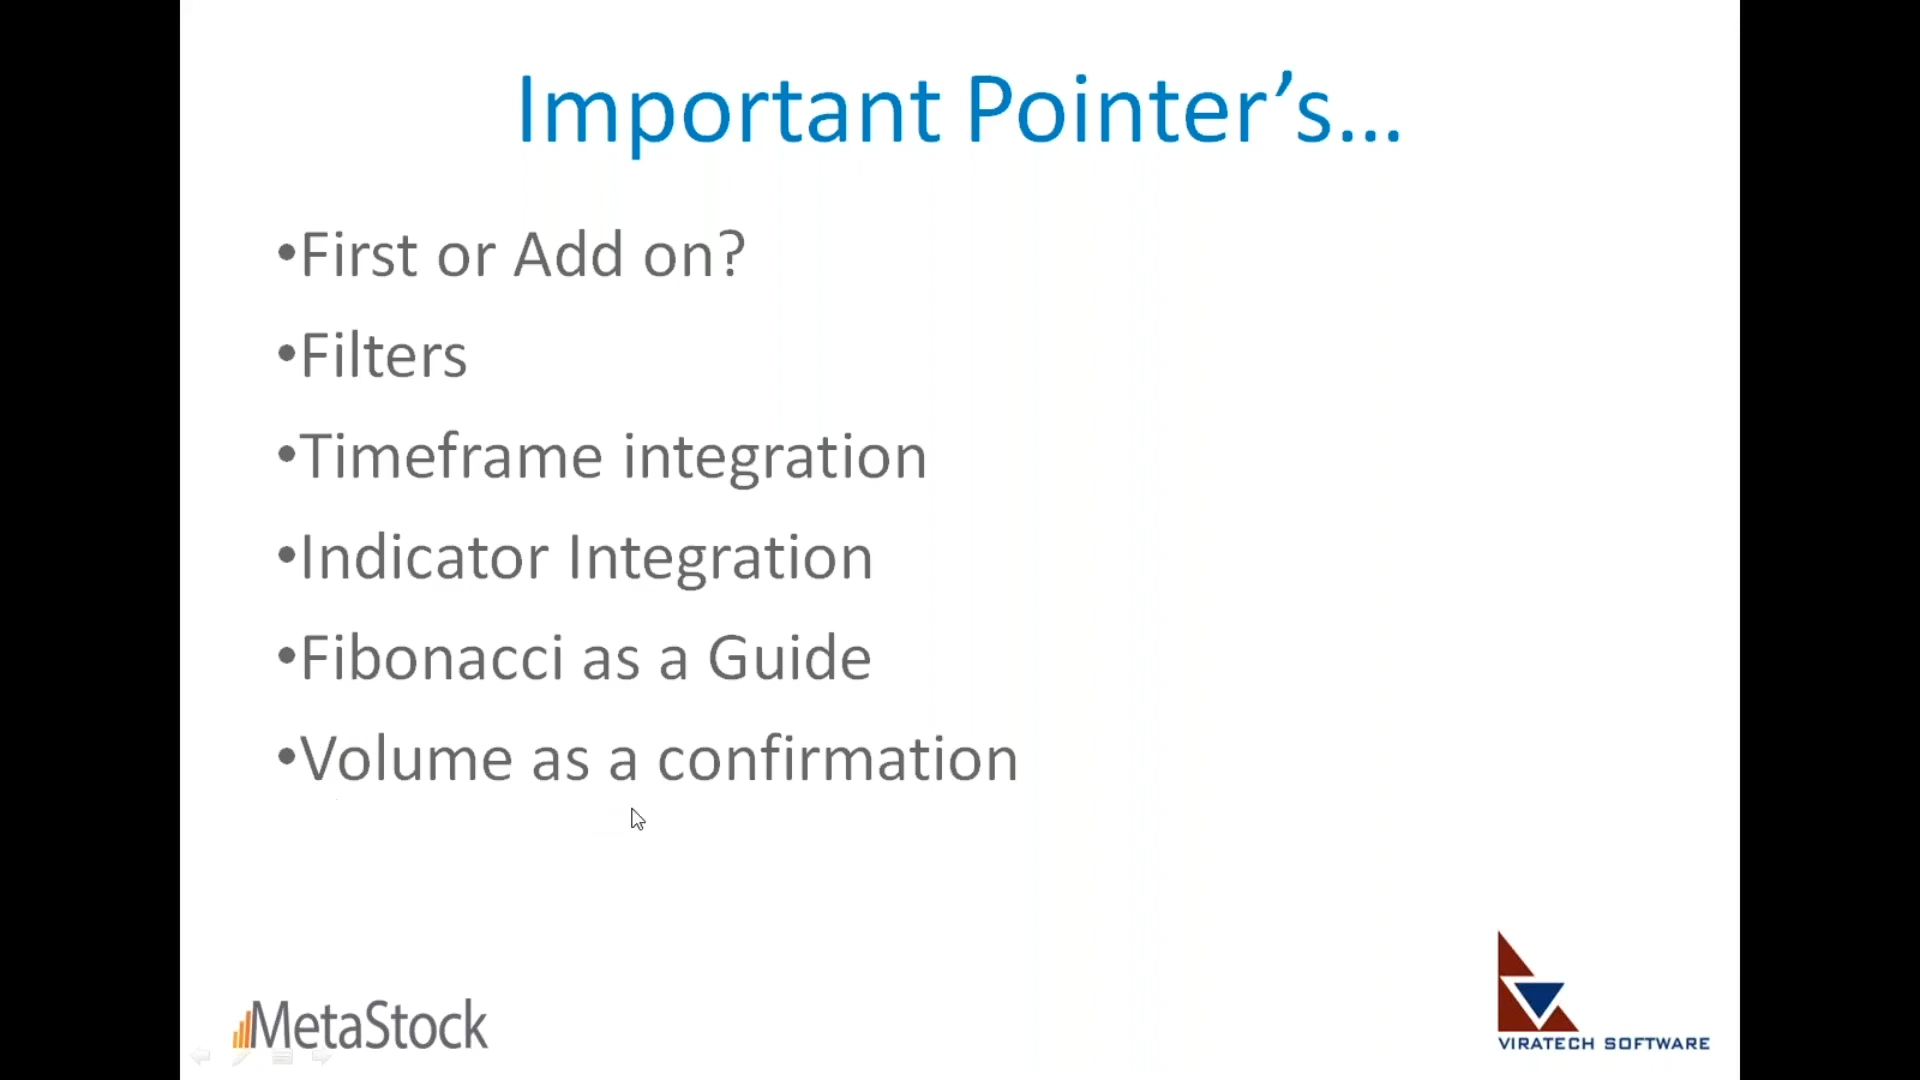 Important Pointer’s...
•First or Add on?
•Filters
•Timeframe integration
•Indicator Integration
•Fibonacci as a Guide
•Volume as a confirmation
MetaStock
VIRATECH SOFTWARE